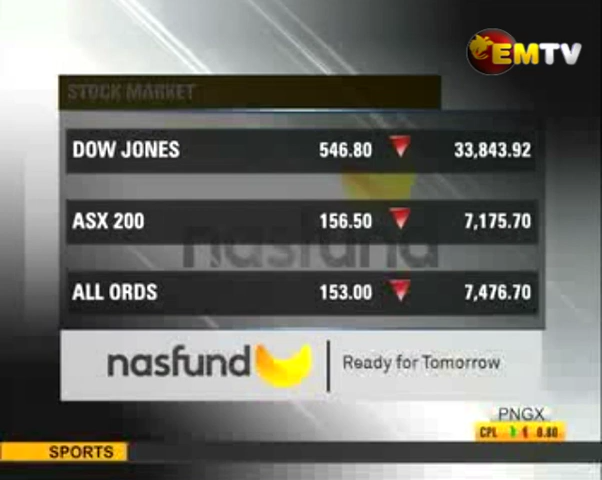 EMTV
STOCK MARKET
DOW JONES 546.80 33,843.92
ASX 200 156.50 7,175.70
nasfund
ALL ORDS 153.00 7,476.70
nasfund Ready for Tomorrow
PNGX
CPL 0.80
SPORTS